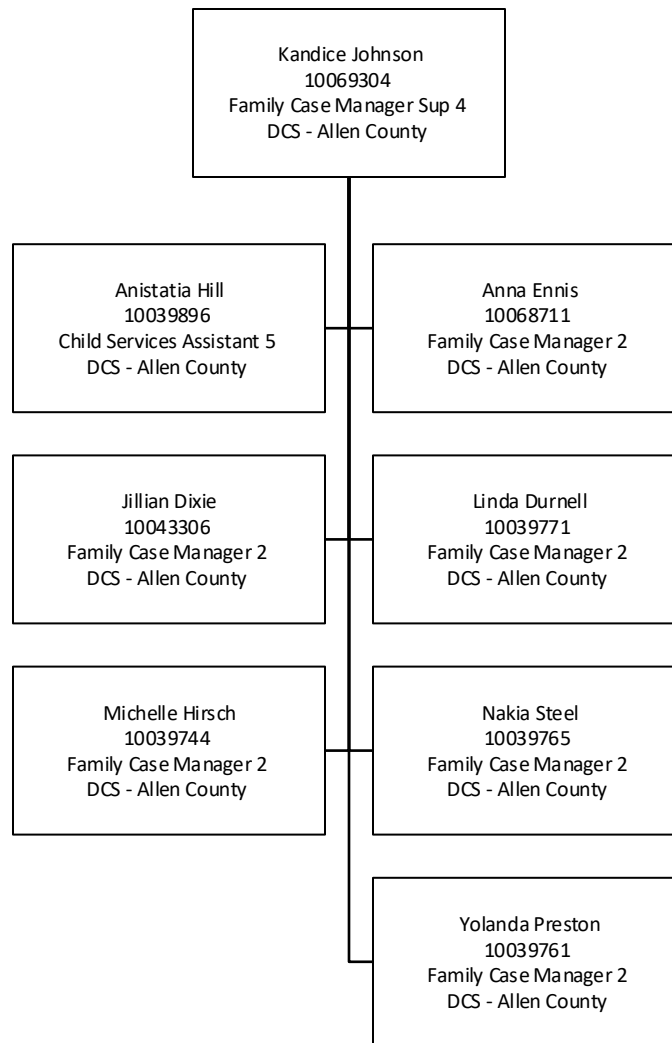 Kandice Johnson
10069304
Family Case Manager Sup 4
DCS - Allen County
Anistatia Hill
10039896
Child Services Assistant 5
DCS - Allen County
Anna Ennis
10068711
Family Case Manager 2
DCS - Allen County
Jillian Dixie
10043306
Family Case Manager 2
DCS - Allen County
Linda Durnell
10039771
Family Case Manager 2
DCS - Allen County
Michelle Hirsch
10039744
Family Case Manager 2
DCS - Allen County
Nakia Steel
10039765
Family Case Manager 2
DCS - Allen County
Yolanda Preston
10039761
Family Case Manager 2
DCS - Allen County